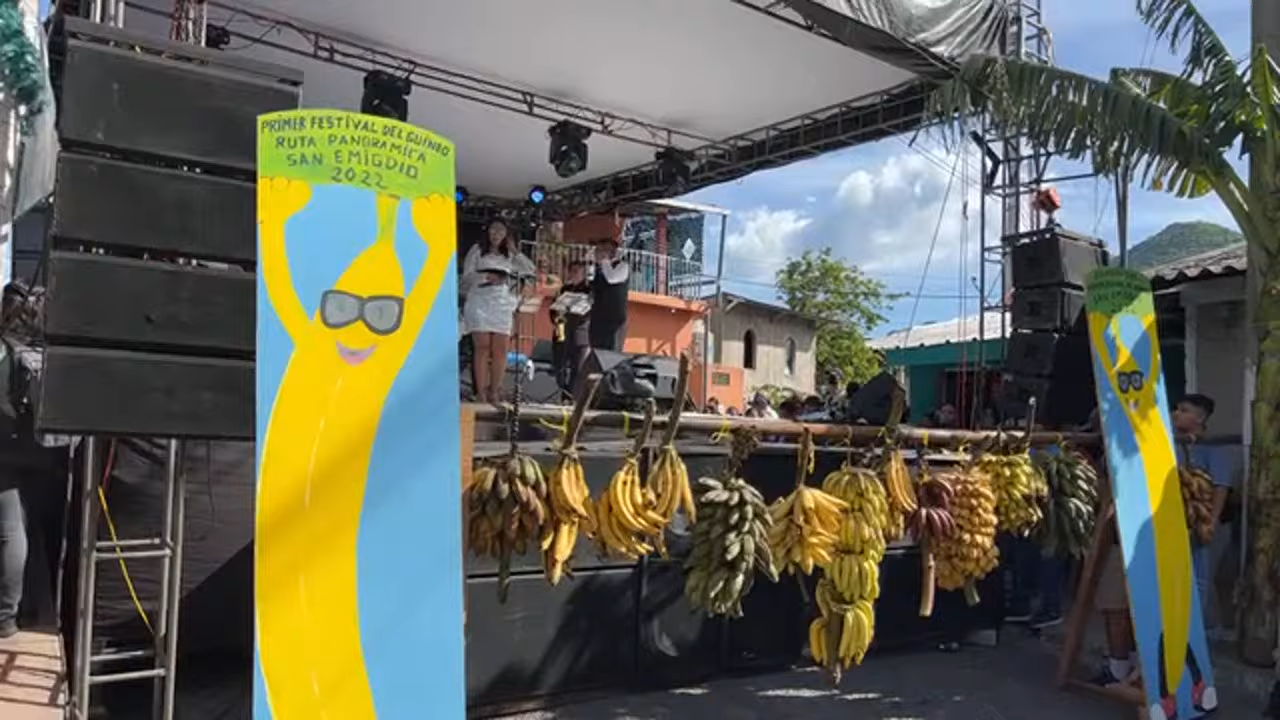 PRIMER FESTIVAL DEL GUINEO
RUTA PANORAMICA
SAN EMIGDIO
2022